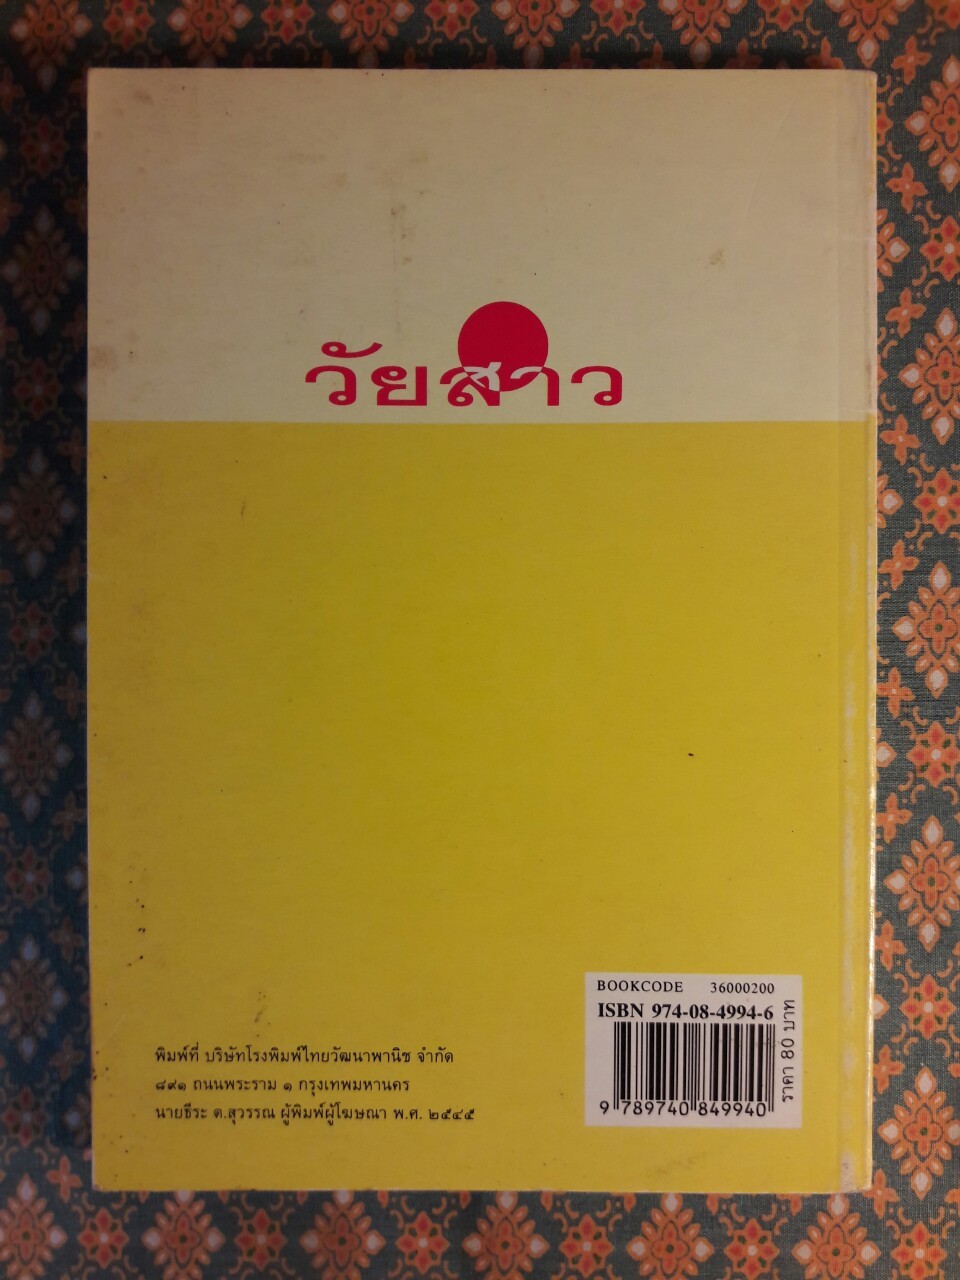 วัยสาว
BOOKCODE 36000200
ISBN 974-08-4994-6
9 789740 849940
ราคา 80 บาท
พิมพ์ที่ บริษัทโรงพิมพ์ไทยวัฒนาพานิช จำกัด
๘๙๑ ถนนพระราม ๑ กรุงเทพมหานคร
นายธีระ ต.สุวรรณ ผู้พิมพ์ผู้โฆษณา พ.ศ. ๒๕๔๕